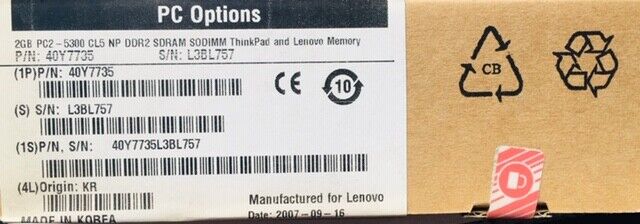 PC Options
2GB PC2-5300 CL5 NP DDR2 SDRAM SODIMM ThinkPad and Lenovo Memory
P/N: 40Y7735 S/N: L3BL757
(1P)P/N: 40Y7735
(S) S/N: L3BL757
(1S)P/N, S/N: 40Y7735L3BL757
(4L)Origin: KR
MADE IN KOREA
CE
10
Manufactured for Lenovo
Date: 2007-09-16
CB